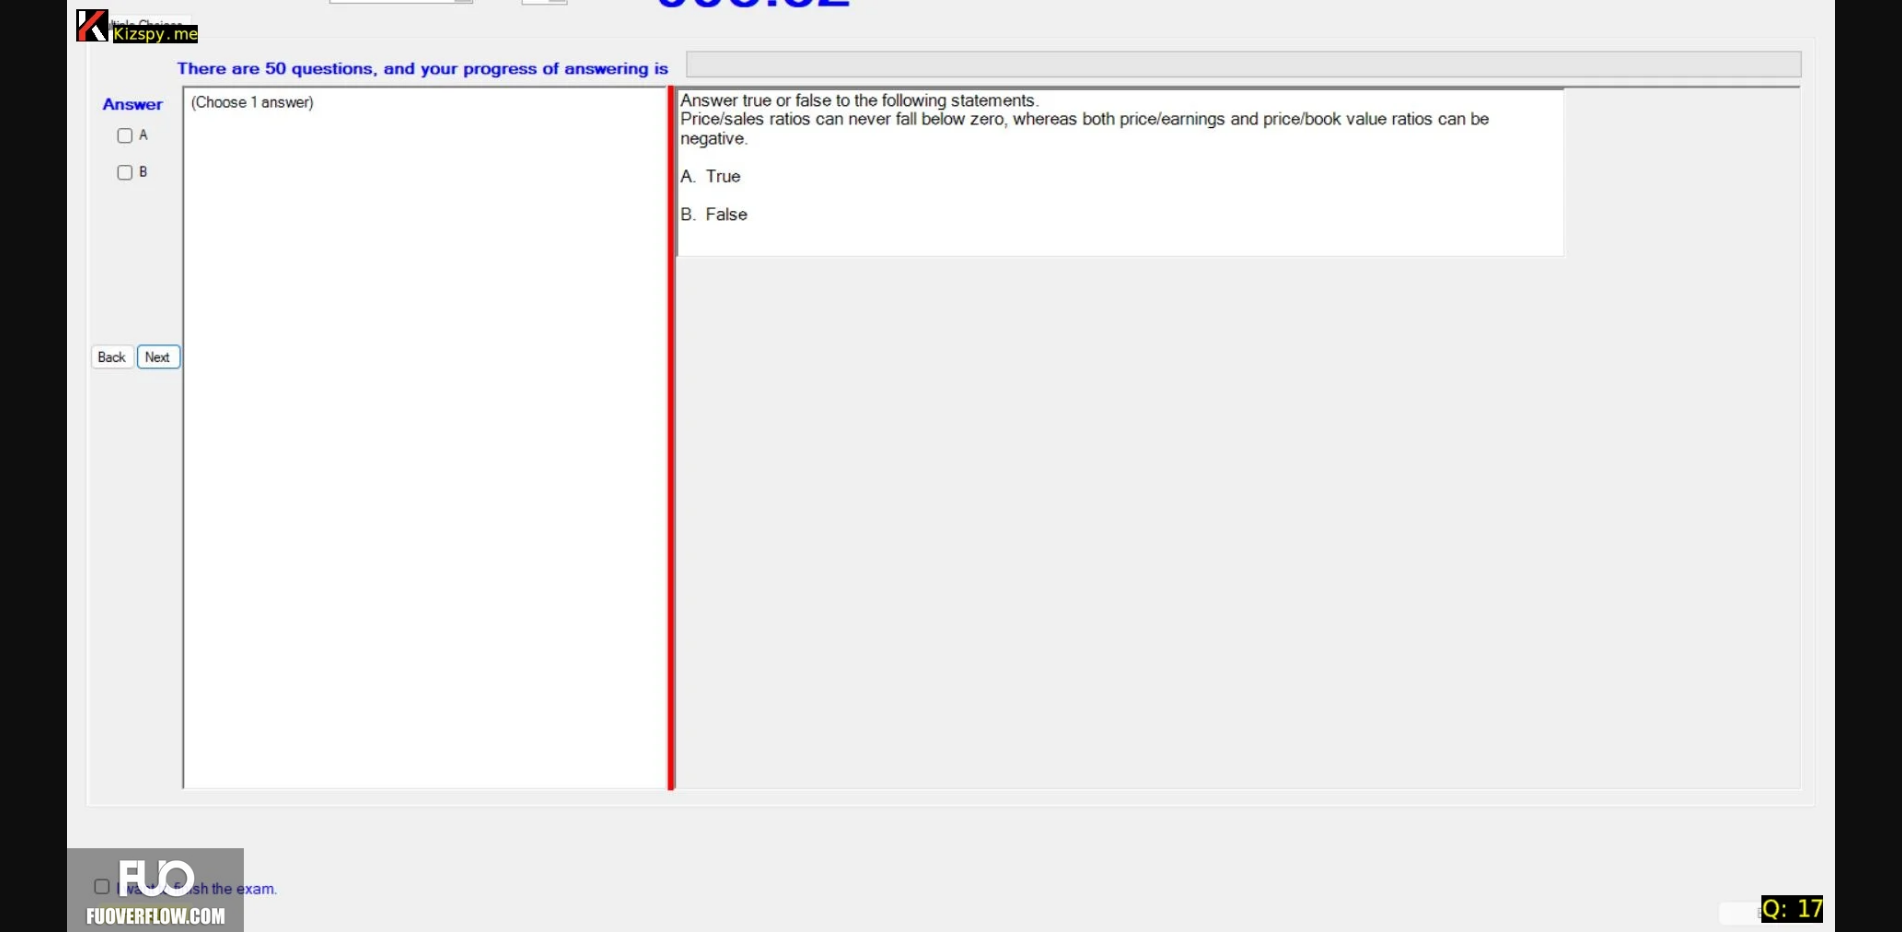 Kizspy.me
There are 50 questions, and your progress of answering is
Answer
(Choose 1 answer)
A
B
Back Next
Answer true or false to the following statements.
Price/sales ratios can never fall below zero, whereas both price/earnings and price/book value ratios can be
negative.
A. True
B. False
FUO
the exam.
FUOVERFLOW.COM
Q: 17